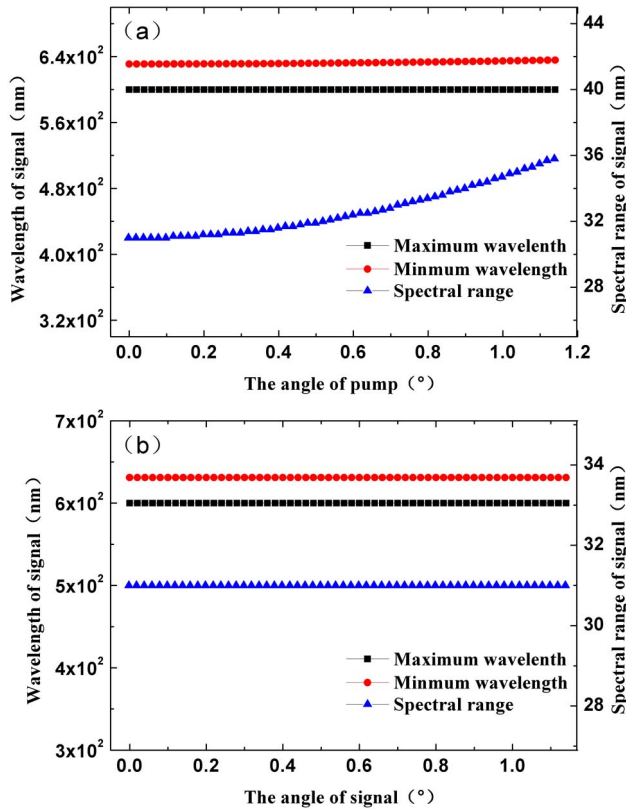 (a)
Wavelength of signal（nm）
6.4x10²
5.6x10²
4.8x10²
4.0x10²
3.2x10²
44
40
36
32
28
Spectral range of signal（nm）
Maximum wavelenth
Minmum wavelength
Spectral range
0.0 0.2 0.4 0.6 0.8 1.0 1.2
The angle of pump（°）
（b）
Wavelength of signal（nm）
7x10²
6x10²
5x10²
4x10²
3x10²
34
32
30
28
Spectral range of signal（nm）
Maximum wavelenth
Minmum wavelength
Spectral range
0.0 0.2 0.4 0.6 0.8 1.0
The angle of signal（°）